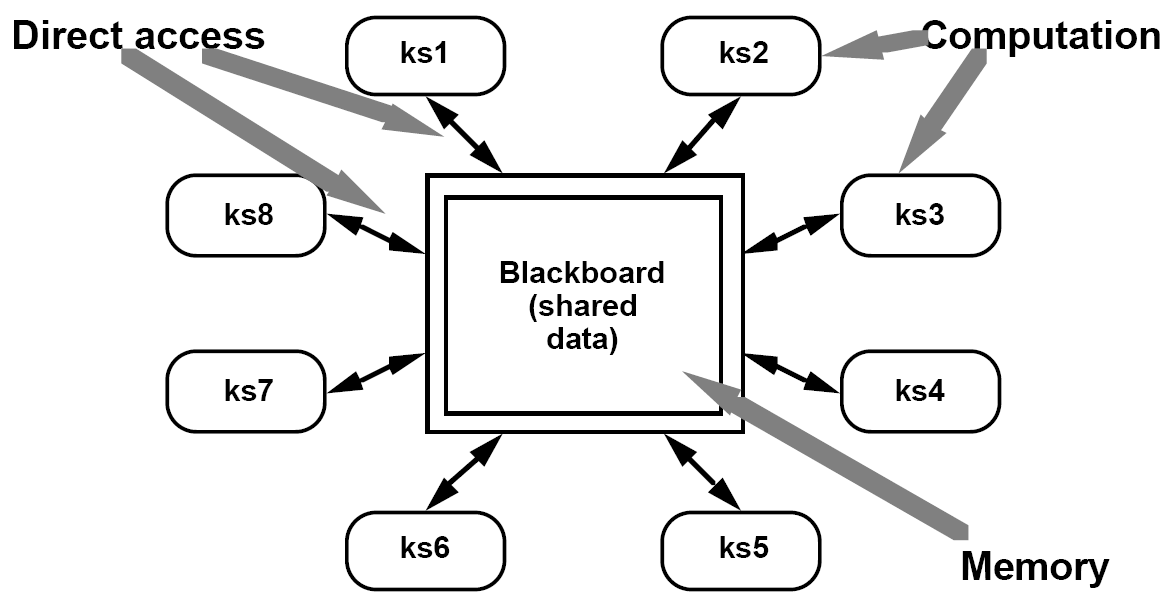 Direct access
ks1
ks2
Computation
ks8
ks3
Blackboard
(shared
data)
ks7
ks4
ks6
ks5
Memory